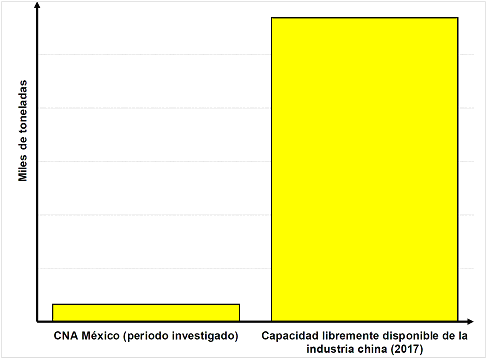 Miles de toneladas
CNA México (periodo investigado)
Capacidad libremente disponible de la
industria china (2017)